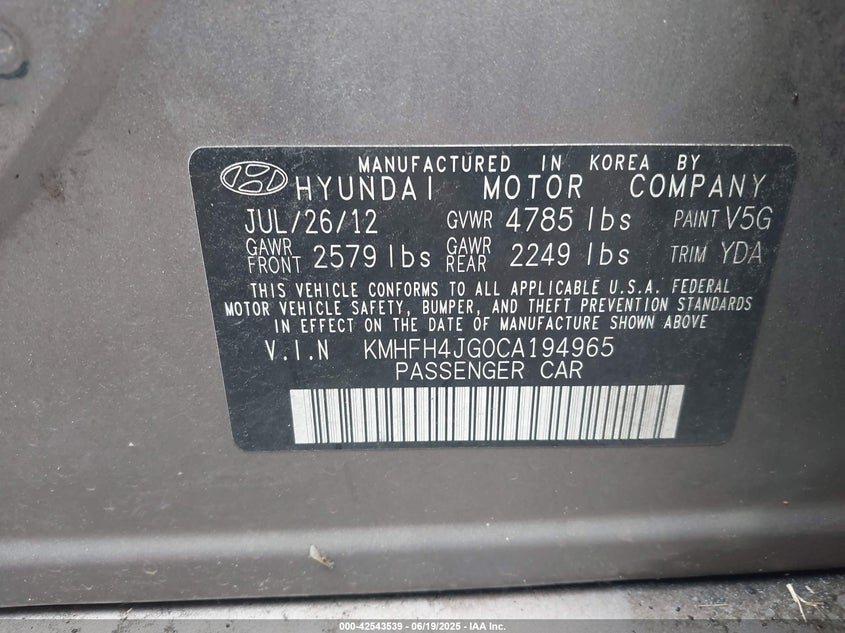 MANUFACTURED IN KOREA BY
HYUNDAI MOTOR COMPANY
JUL/26/12 GVWR 4785 lbs PAINT V5G
GAWR FRONT 2579 lbs GAWR REAR 2249 lbs TRIM YDA
THIS VEHICLE CONFORMS TO ALL APPLICABLE U.S.A. FEDERAL
MOTOR VEHICLE SAFETY, BUMPER, AND THEFT PREVENTION STANDARDS
IN EFFECT ON THE DATE OF MANUFACTURE SHOWN ABOVE
V.I.N KMHFH4JG0CA194965
PASSENGER CAR
000-42543539 - 06/19/2025 - IAA Inc.